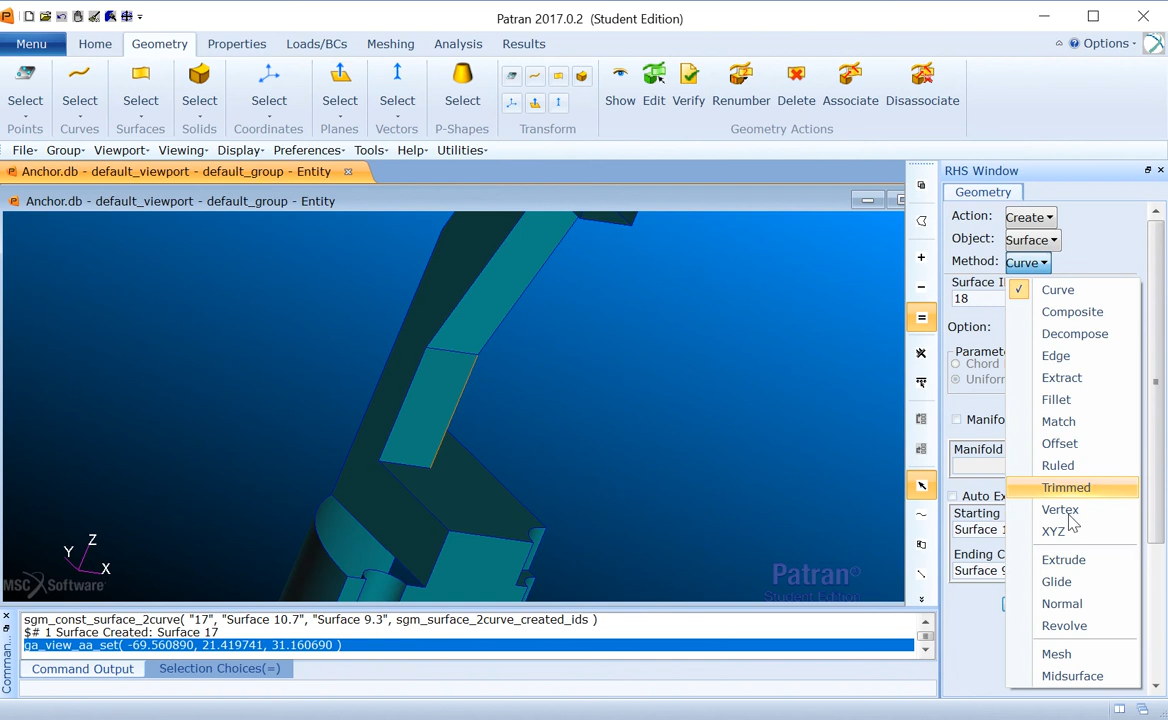 Patran 2017.0.2 (Student Edition)
Menu Home Geometry Properties Loads/BCs Meshing Analysis Results Options
Select Select Select Select Select Select Select Select Show Edit Verify Renumber Delete Associate Disassociate
Points Curves Surfaces Solids Coordinates Planes Vectors P-Shapes Transform Geometry Actions
File Group Viewport Viewing Display Preferences Tools Help Utilities
Anchor.db - default_viewport - default_group - Entity
Anchor.db - default_viewport - default_group - Entity
RHS Window
Geometry
Action: Create
Object: Surface
Method: Curve
Surface I
18
Option:
Paramete
Chord
Uniform
Manifo
Manifold
Auto Ex
Starting
Surface 1
Ending C
Surface 9
Curve
Composite
Decompose
Edge
Extract
Fillet
Match
Offset
Ruled
Trimmed
Vertex
XYZ
Extrude
Glide
Normal
Revolve
Mesh
Midsurface
Z
Y
X
MSC Software
Patran
Student Edition
Comman...
sgm_const_surface_2curve( "17", "Surface 10.7", "Surface 9.3", sgm_surface_2curve_created_ids )
$# 1 Surface Created: Surface 17
ga_view_aa_set( -69.560890, 21.419741, 31.160690 )
Command Output Selection Choices(=)